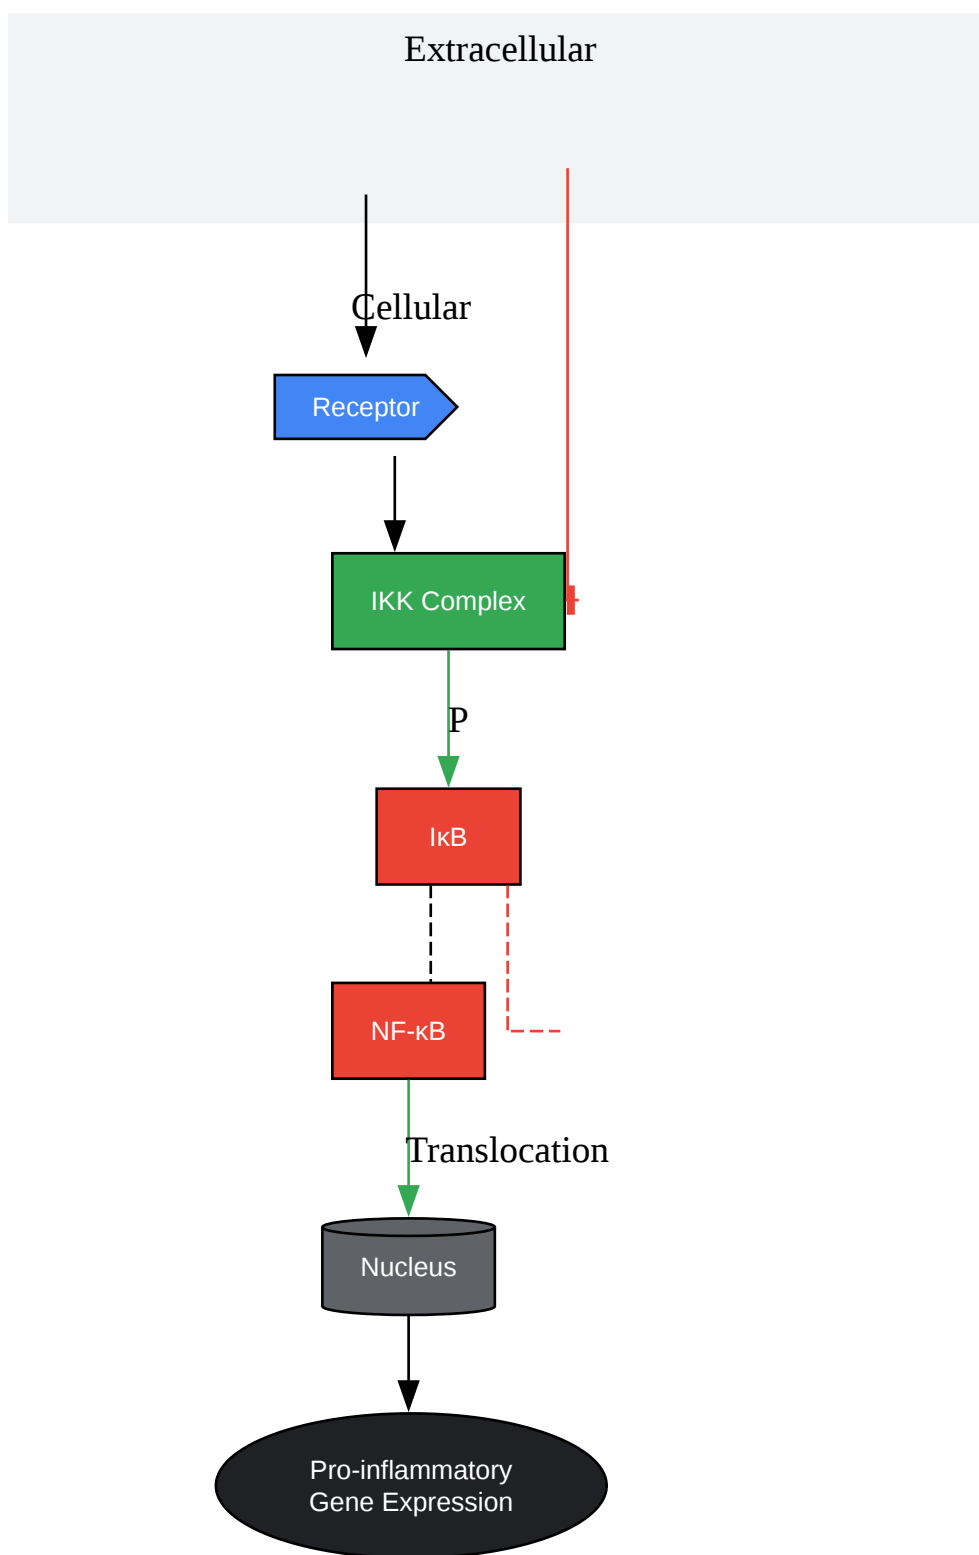 Extracellular
Cellular
Receptor
IKK Complex
P
IκB
NF-κB
Translocation
Nucleus
Pro-inflammatory
Gene Expression